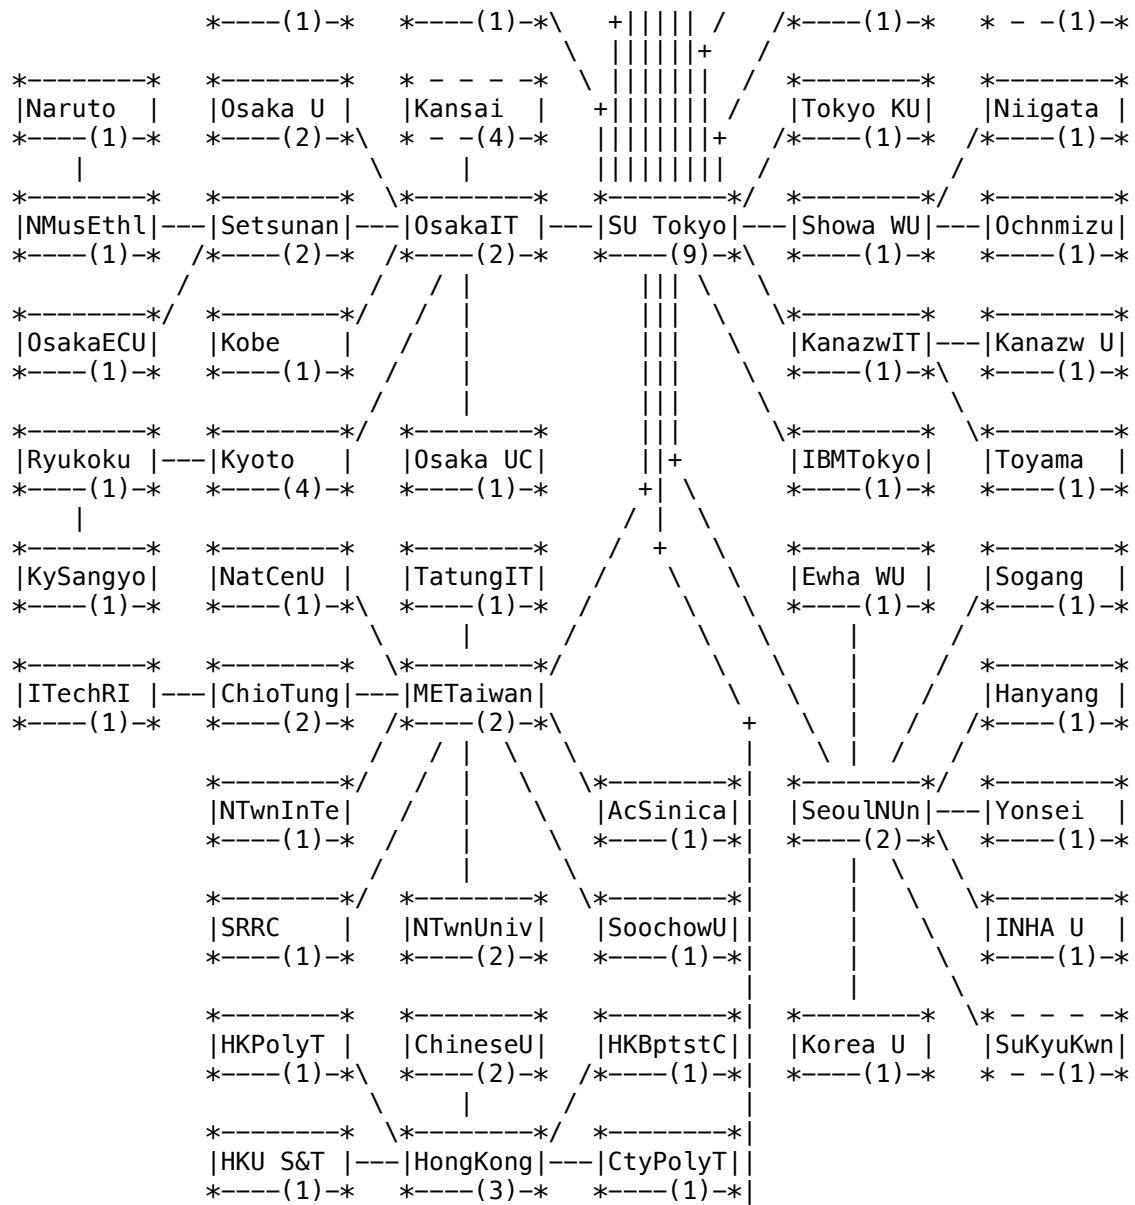 *----(1)-*   *----(1)-*\   +||||| /   /*----(1)-*   * - -(1)-*
                                    \  ||||||+   /
*--------*  *--------*   * - - - -*  \ ||||||   /  *--------*   *--------*
|Naruto  |  |Osaka U |   |Kansai  |   +|||||||  /  |Tokyo KU|   |Niigata |
*----(1)-*  *----(2)-*\  * - -(4)-*   ||||||||+   /*----(1)-*   *----(1)-*
    |                  \     |        |||||||||  /             /
*--------*  *--------*  \*--------*   *--------*/  *--------*/  *--------*
|NMusEthl|---|Setsunan|---|OsakaIT |---|SU Tokyo|---|Showa WU|---|Ochnmizu|
*----(1)-*  /*----(2)-*  /*----(2)-*   *----(9)-*\  *----(1)-*   *----(1)-*
           /            /  / |           ||| \    \
*--------*/  *--------*/  /  |           |||  \    \*--------*   *--------*
|OsakaECU|   |Kobe    |  /   |           |||   \    |KanazwIT|---|Kanazw U|
*----(1)-*   *----(1)-* /    |           |||    \   *----(1)-*\  *----(1)-*
                       /     |           |||     \             \
*--------*   *--------*/  *--------*     |||      \*--------*   \*--------*
|Ryukoku |---|Kyoto   |   |Osaka UC|     ||+       |IBMTokyo|    |Toyama  |
*----(1)-*   *----(4)-*   *----(1)-*    +| \       *----(1)-*    *----(1)-*
    |                                  / |  \
*--------*   *--------*   *--------*  /  +   \      *--------*   *--------*
|KySangyo|   |NatCenU |   |TatungIT| /    \   \     |Ewha WU |   |Sogang  |
*----(1)-*   *----(1)-*\  *----(1)-*/      \   \    *----(1)-*  /*----(1)-*
                        \     |    /        \   \       |      /
*--------*   *--------*  \*--------*/        \   \      |     /  *--------*
|ITechRI |---|ChioTung|---|METaiwan|          \   \     |    /   |Hanyang |
*----(1)-*   *----(2)-*  /*----(2)-*\          +   \    |   /   /*----(1)-*
                        /  / |  \    \         |    \   |  /   /
             *--------*/  /  |   \    \*--------*|  *--------*/  *--------*
             |NTwnInTe|  /   |    \    |AcSinica||  |SeoulNUn|---|Yonsei  |
             *----(1)-* /    |     \   *----(1)-*|  *----(2)-*\  *----(1)-*
                       /     |      \            |      |  \   \
             *--------*/  *--------* \*--------*|       |   \   \*--------*
             |SRRC    |   |NTwnUniv|  |SoochowU||       |    \   |INHA U  |
             *----(1)-*   *----(2)-*  *----(1)-*|       |     \  *----(1)-*
                                                |       |      \
             *--------*   *--------*   *--------*|  *--------*  \* - - - -*
             |HKPolyT |   |ChineseU|   |HKBptstC||  |Korea U |   |SuKyuKwn|
             *----(1)-*\  *----(2)-*  /*----(1)-*|  *----(1)-*   * - -(1)-*
                        \     |      /           |
             *--------*  \*--------*/  *--------*|
             |HKU S&T |---|HongKong|---|CtyPolyT||
             *----(1)-*   *----(3)-*   *----(1)-*|